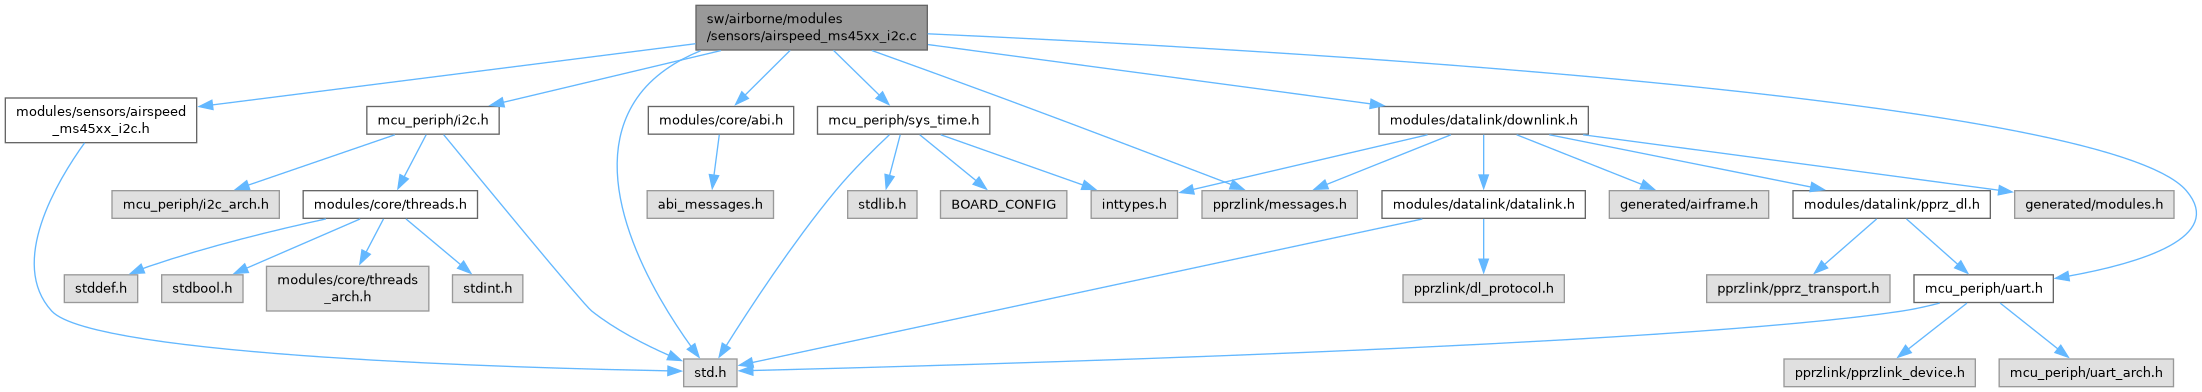 sw/airborne/modules
/sensors/airspeed_ms45xx_i2c.c
modules/sensors/airspeed
_ms45xx_i2c.h
mcu_periph/i2c.h
modules/core/abi.h
mcu_periph/sys_time.h
modules/datalink/downlink.h
mcu_periph/i2c_arch.h
modules/core/threads.h
abi_messages.h
stdlib.h
BOARD_CONFIG
inttypes.h
pprzlink/messages.h
modules/datalink/datalink.h
generated/airframe.h
modules/datalink/pprz_dl.h
generated/modules.h
stddef.h
stdbool.h
modules/core/threads
_arch.h
stdint.h
pprzlink/dl_protocol.h
pprzlink/pprz_transport.h
mcu_periph/uart.h
std.h
pprzlink/pprzlink_device.h
mcu_periph/uart_arch.h